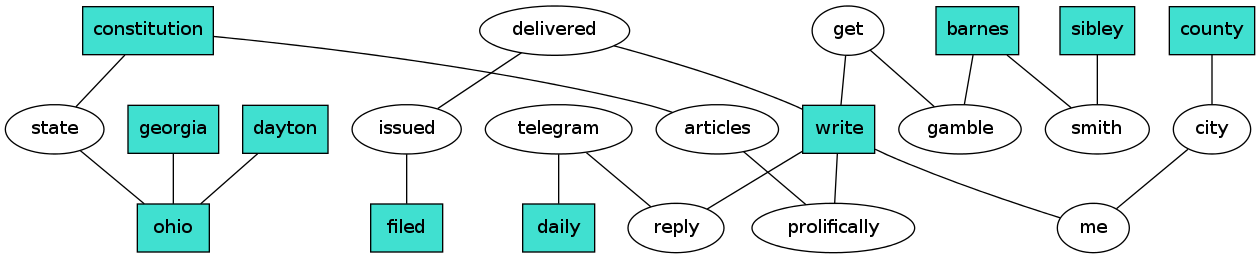 constitution delivered get barnes sibley county
state georgia dayton issued telegram articles write gamble smith city
ohio filed daily reply prolifically me